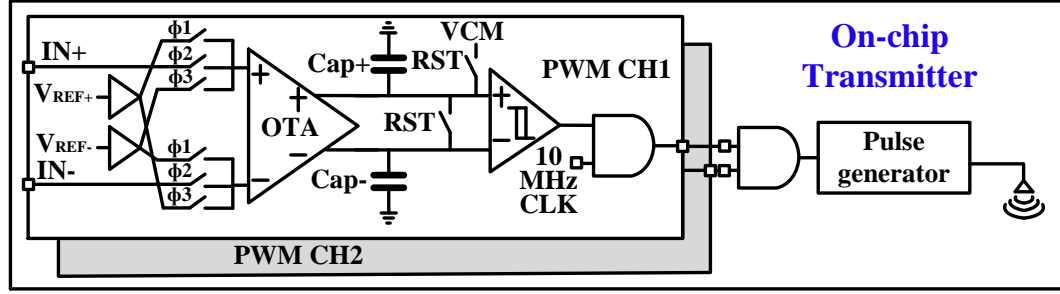 ϕ1
VCM
IN+
ϕ2
Cap+
RST
PWM CH1
On-chip
Transmitter
ϕ3
VREF+
+
+
+
OTA
RST
VREF-
ϕ1
−
−
10
MHz
CLK
Pulse
generator
IN-
ϕ2
−
Cap-
ϕ3
PWM CH2